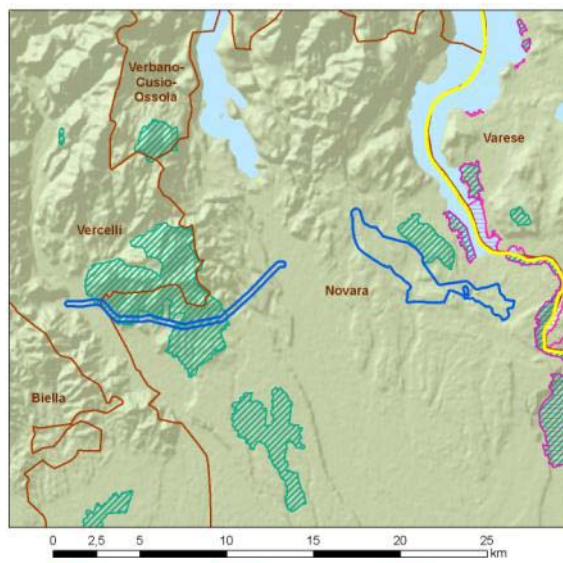 Verbano-
Cusio-
Ossola
Varese
Vercelli
Novara
Biella
0 2,5 5 10 15 20 25
km